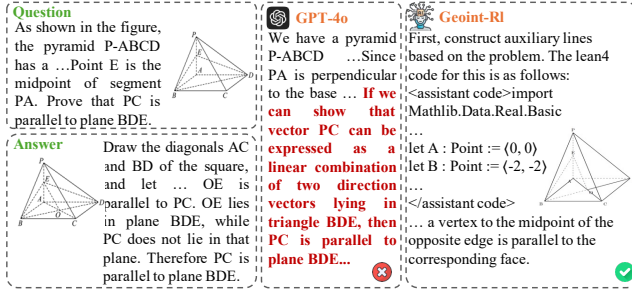 Question
As shown in the figure,
the pyramid P-ABCD
has a ...Point E is the
midpoint of segment
PA. Prove that PC is
parallel to plane BDE.
P
E
A
D
B
C
Answer
Draw the diagonals AC
and BD of the square,
and let ... OE is
parallel to PC. OE lies
in plane BDE, while
PC does not lie in that
plane. Therefore PC is
parallel to plane BDE.
P
E
A
D
O
B
C
GPT-4o
We have a pyramid
P-ABCD ...Since
PA is perpendicular
to the base ... If we
can show that
vector PC can be
expressed as a
linear combination
of two direction
vectors lying in
triangle BDE, then
PC is parallel to
plane BDE...
Geoint-Rl
First, construct auxiliary lines
based on the problem. The lean4
code for this is as follows:
<assistant code>import
Mathlib.Data.Real.Basic
...
let A : Point := ⟨0, 0⟩
let B : Point := ⟨-2, -2⟩
...
</assistant code>
... a vertex to the midpoint of the
opposite edge is parallel to the
corresponding face.